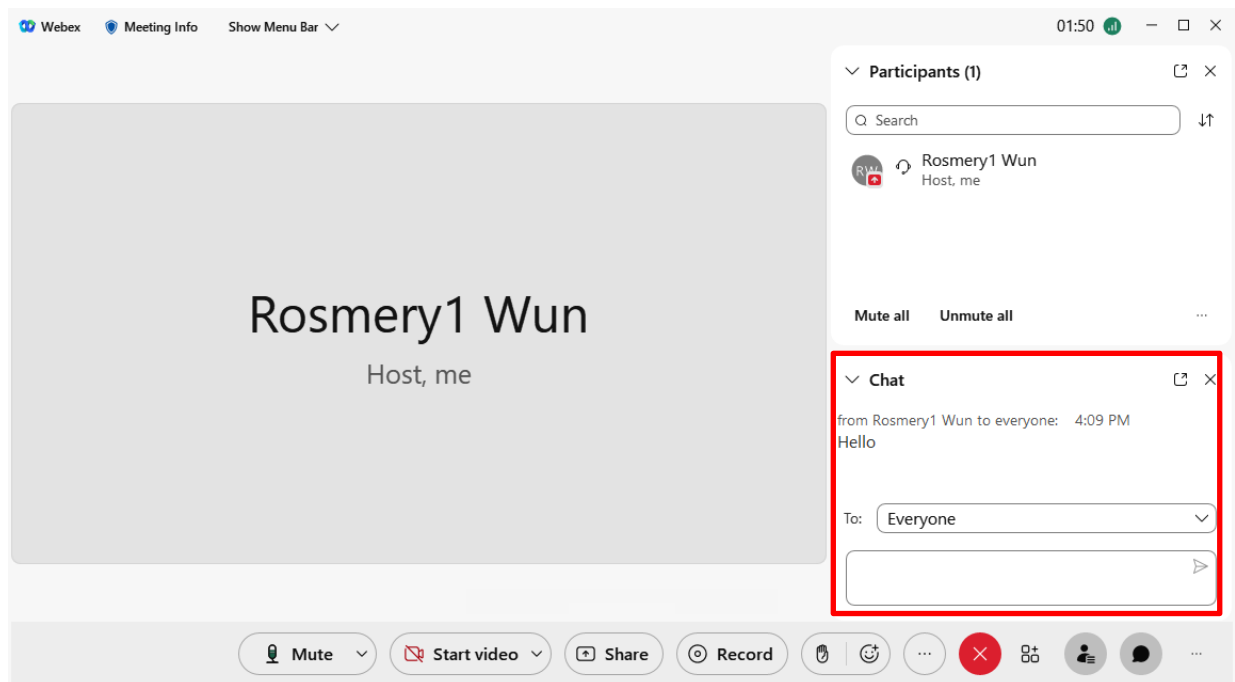 Webex Meeting Info Show Menu Bar 01:50
Participants (1)
Search
RW Rosmery1 Wun
Host, me
Mute all Unmute all
Rosmery1 Wun
Host, me
Chat
from Rosmery1 Wun to everyone: 4:09 PM
Hello
To: Everyone
Mute Start video Share Record